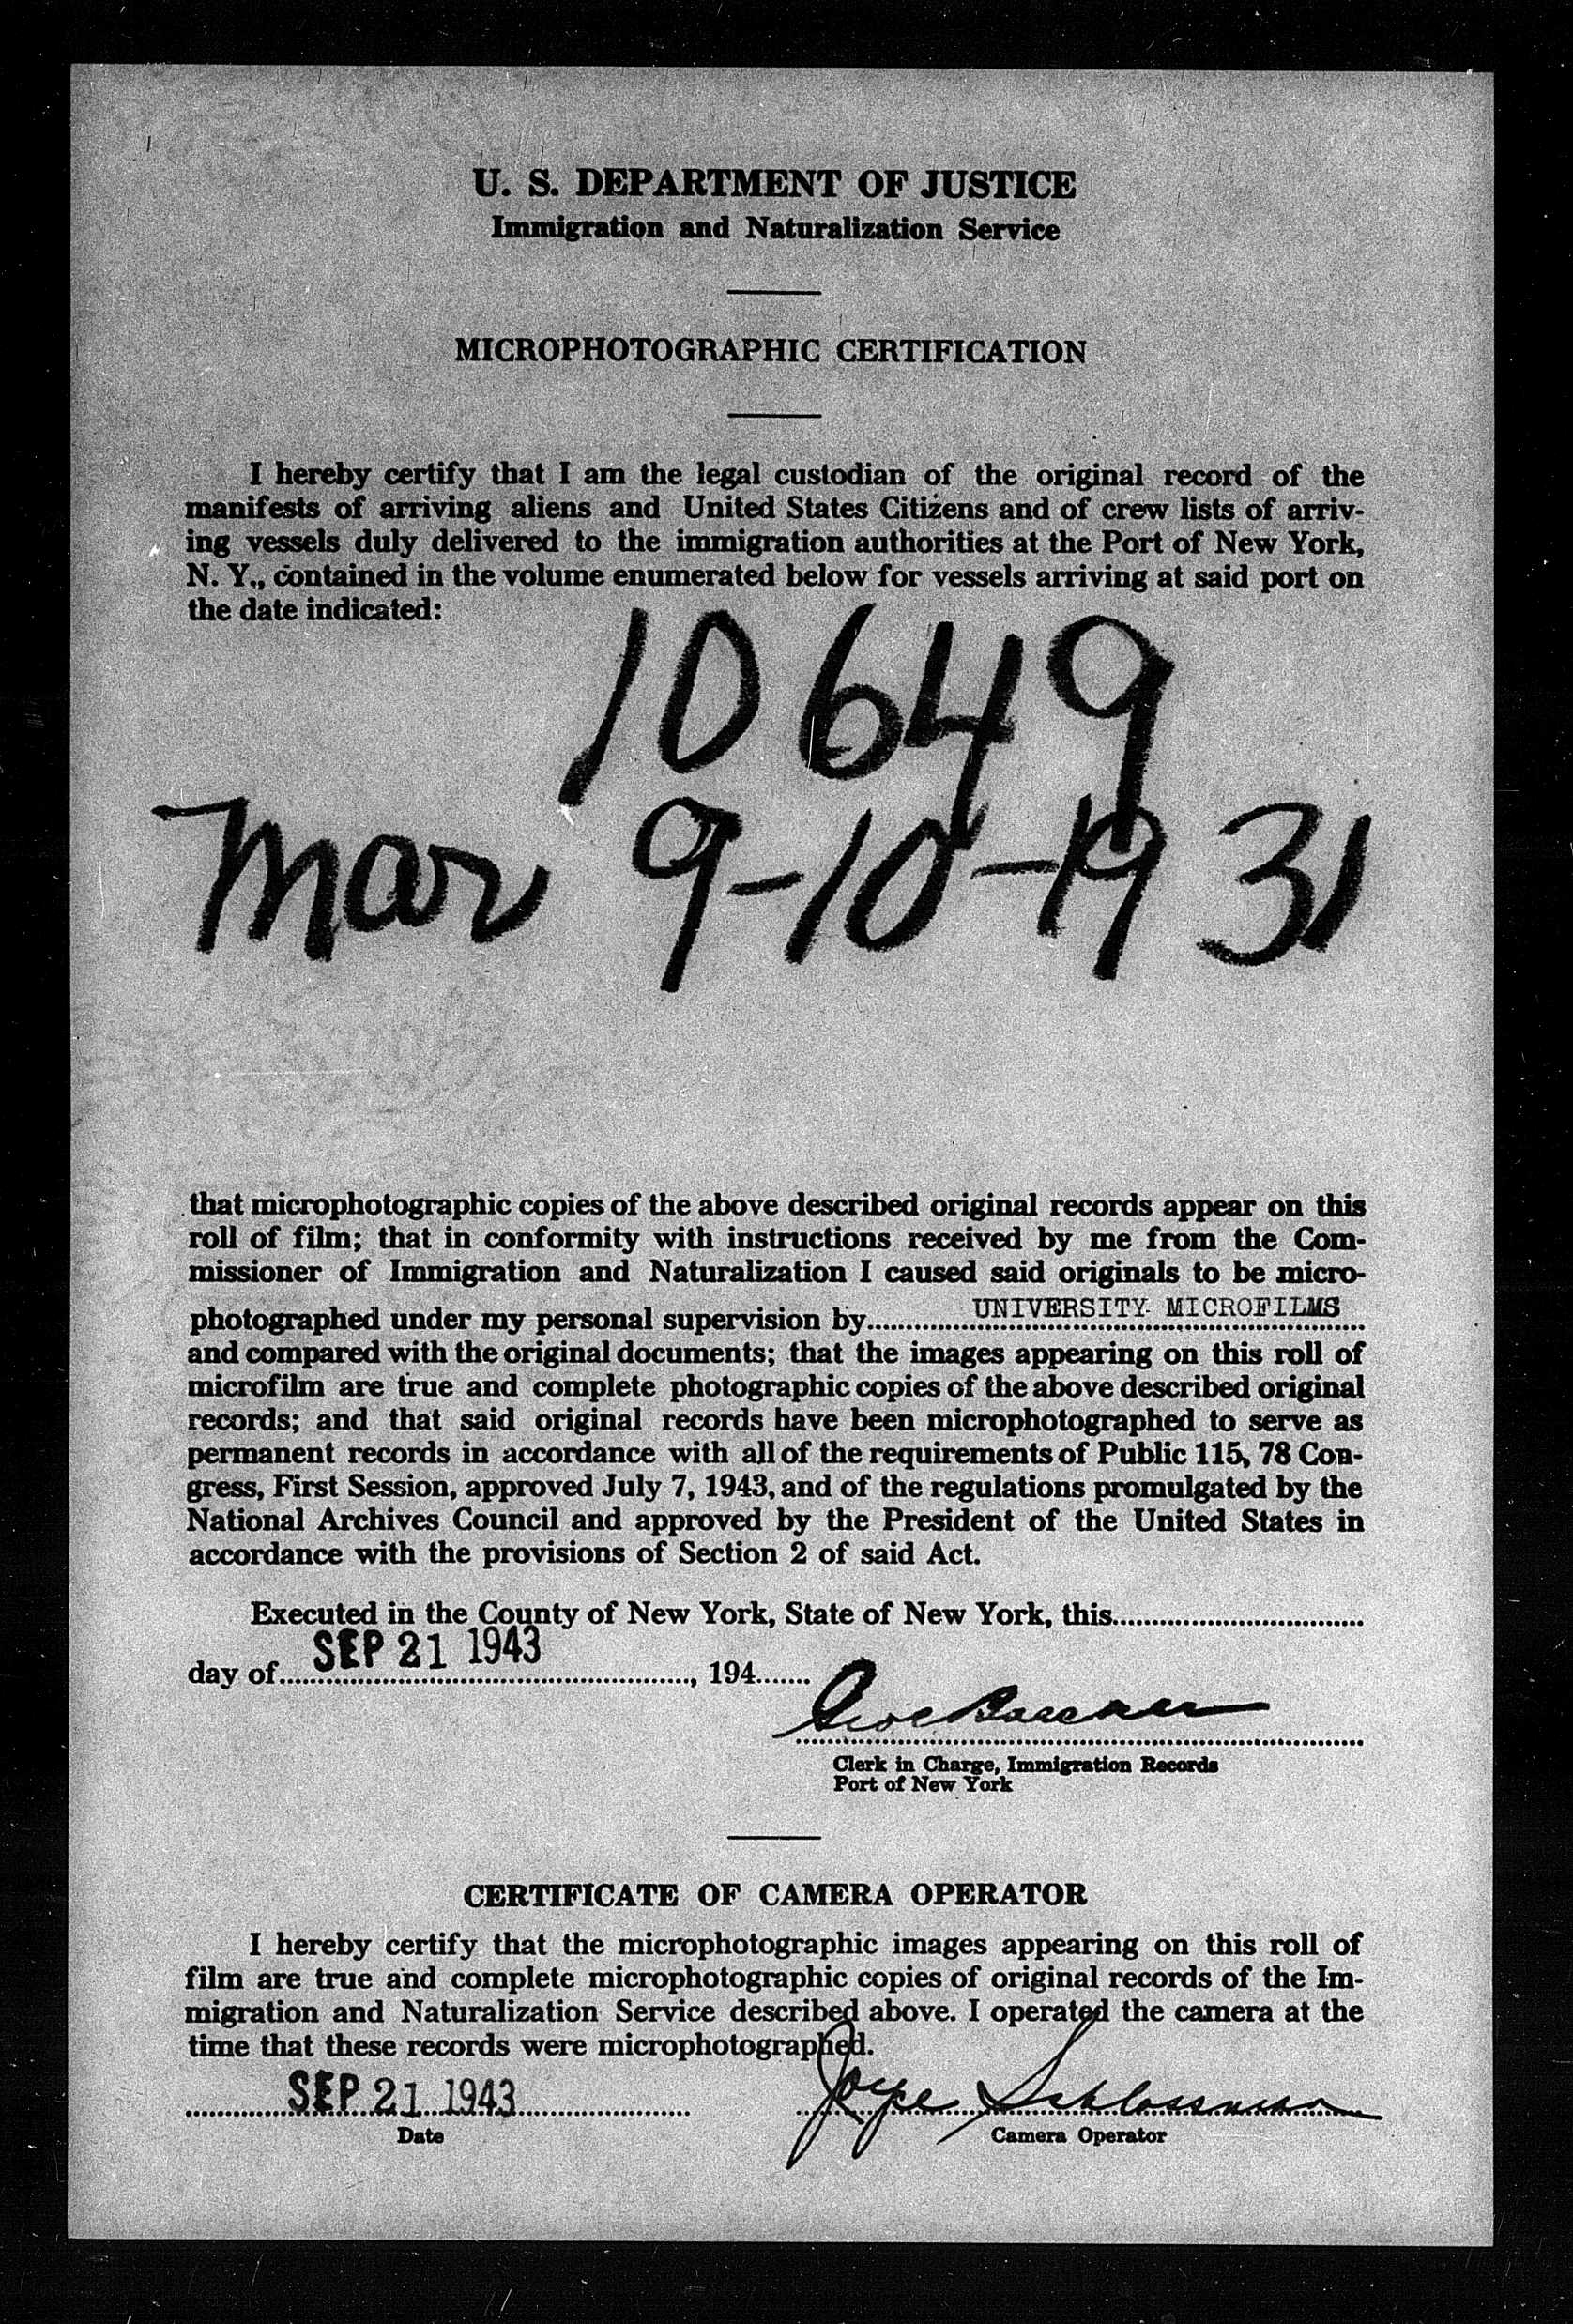 U. S. DEPARTMENT OF JUSTICE
Immigration and Naturalization Service
MICROPHOTOGRAPHIC CERTIFICATION
I hereby certify that I am the legal custodian of the original record of the
manifests of arriving aliens and United States Citizens and of crew lists of arriv-
ing vessels duly delivered to the immigration authorities at the Port of New York,
N. Y., contained in the volume enumerated below for vessels arriving at said port on
the date indicated:
10649
Mar 9-10-1931
that microphotographic copies of the above described original records appear on this
roll of film; that in conformity with instructions received by me from the Com-
missioner of Immigration and Naturalization I caused said originals to be micro-
photographed under my personal supervision by UNIVERSITY MICROFILMS
and compared with the original documents; that the images appearing on this roll of
microfilm are true and complete photographic copies of the above described original
records; and that said original records have been microphotographed to serve as
permanent records in accordance with all of the requirements of Public 115, 78 Con-
gress, First Session, approved July 7, 1943, and of the regulations promulgated by the
National Archives Council and approved by the President of the United States in
accordance with the provisions of Section 2 of said Act.
Executed in the County of New York, State of New York, this
day of SEP 21 1943, 194
Clerk in Charge, Immigration Records
Port of New York
CERTIFICATE OF CAMERA OPERATOR
I hereby certify that the microphotographic images appearing on this roll of
film are true and complete microphotographic copies of original records of the Im-
migration and Naturalization Service described above. I operated the camera at the
time that these records were microphotographed.
SEP 21 1943
Date
Camera Operator